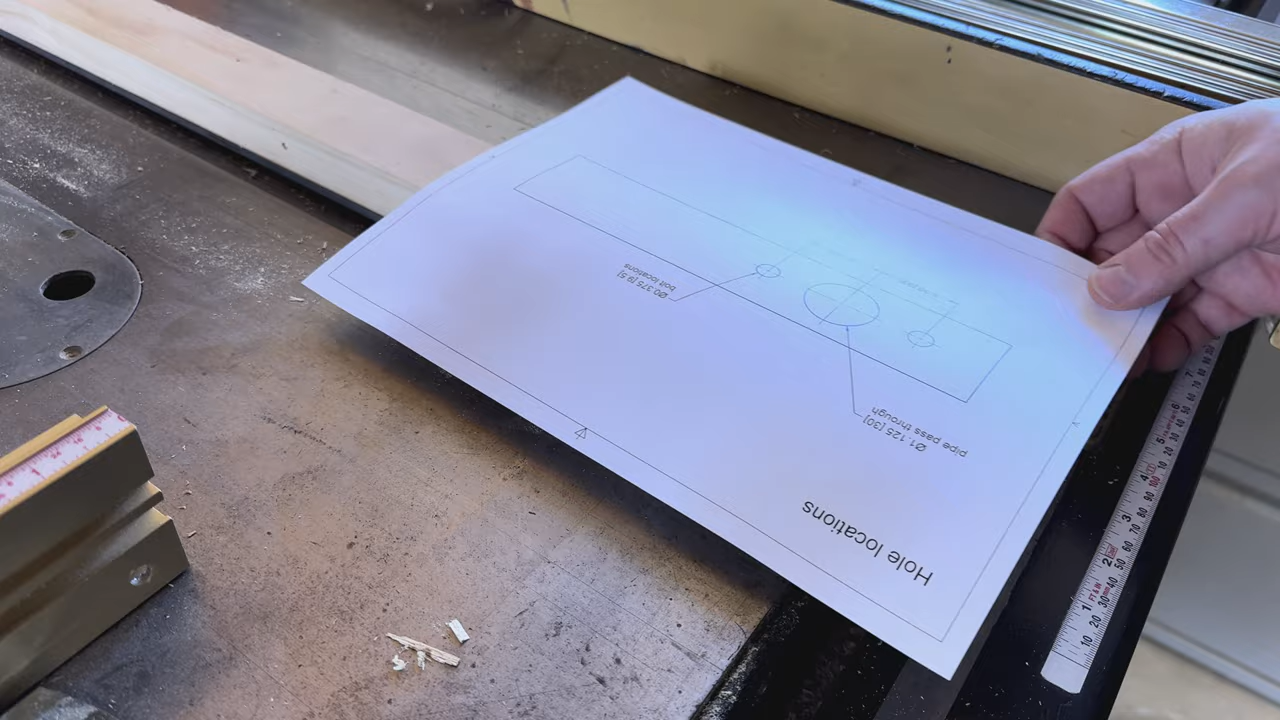 Hole locations
Ø1.125 [30]
pipe pass through
Ø0.375 [9.5]
bolt locations